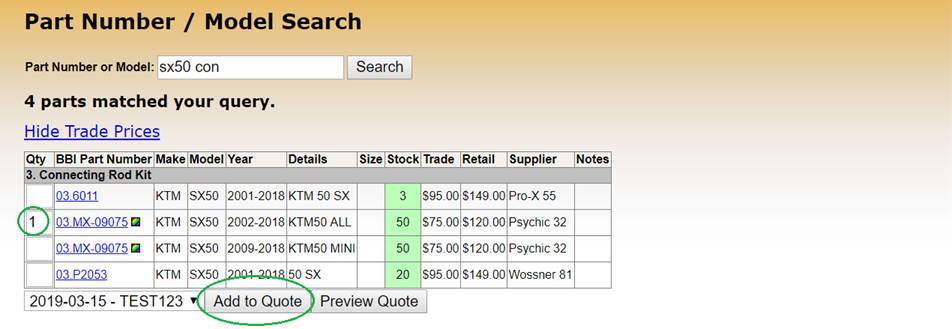 Part Number / Model Search
Part Number or Model: sx50 con Search
4 parts matched your query.
Hide Trade Prices
Qty BBI Part Number Make Model Year Details Size Stock Trade Retail Supplier Notes
3. Connecting Rod Kit
03.6011 KTM SX50 2001-2018 KTM 50 SX 3 $95.00 $149.00 Pro-X 55
1 03.MX-09075 KTM SX50 2002-2018 KTM50 ALL 50 $75.00 $120.00 Psychic 32
03.MX-09075 KTM SX50 2009-2018 KTM50 MINI 50 $75.00 $120.00 Psychic 32
03.P2053 KTM SX50 2001-2018 50 SX 20 $95.00 $149.00 Wossner 81
2019-03-15 - TEST123 Add to Quote Preview Quote